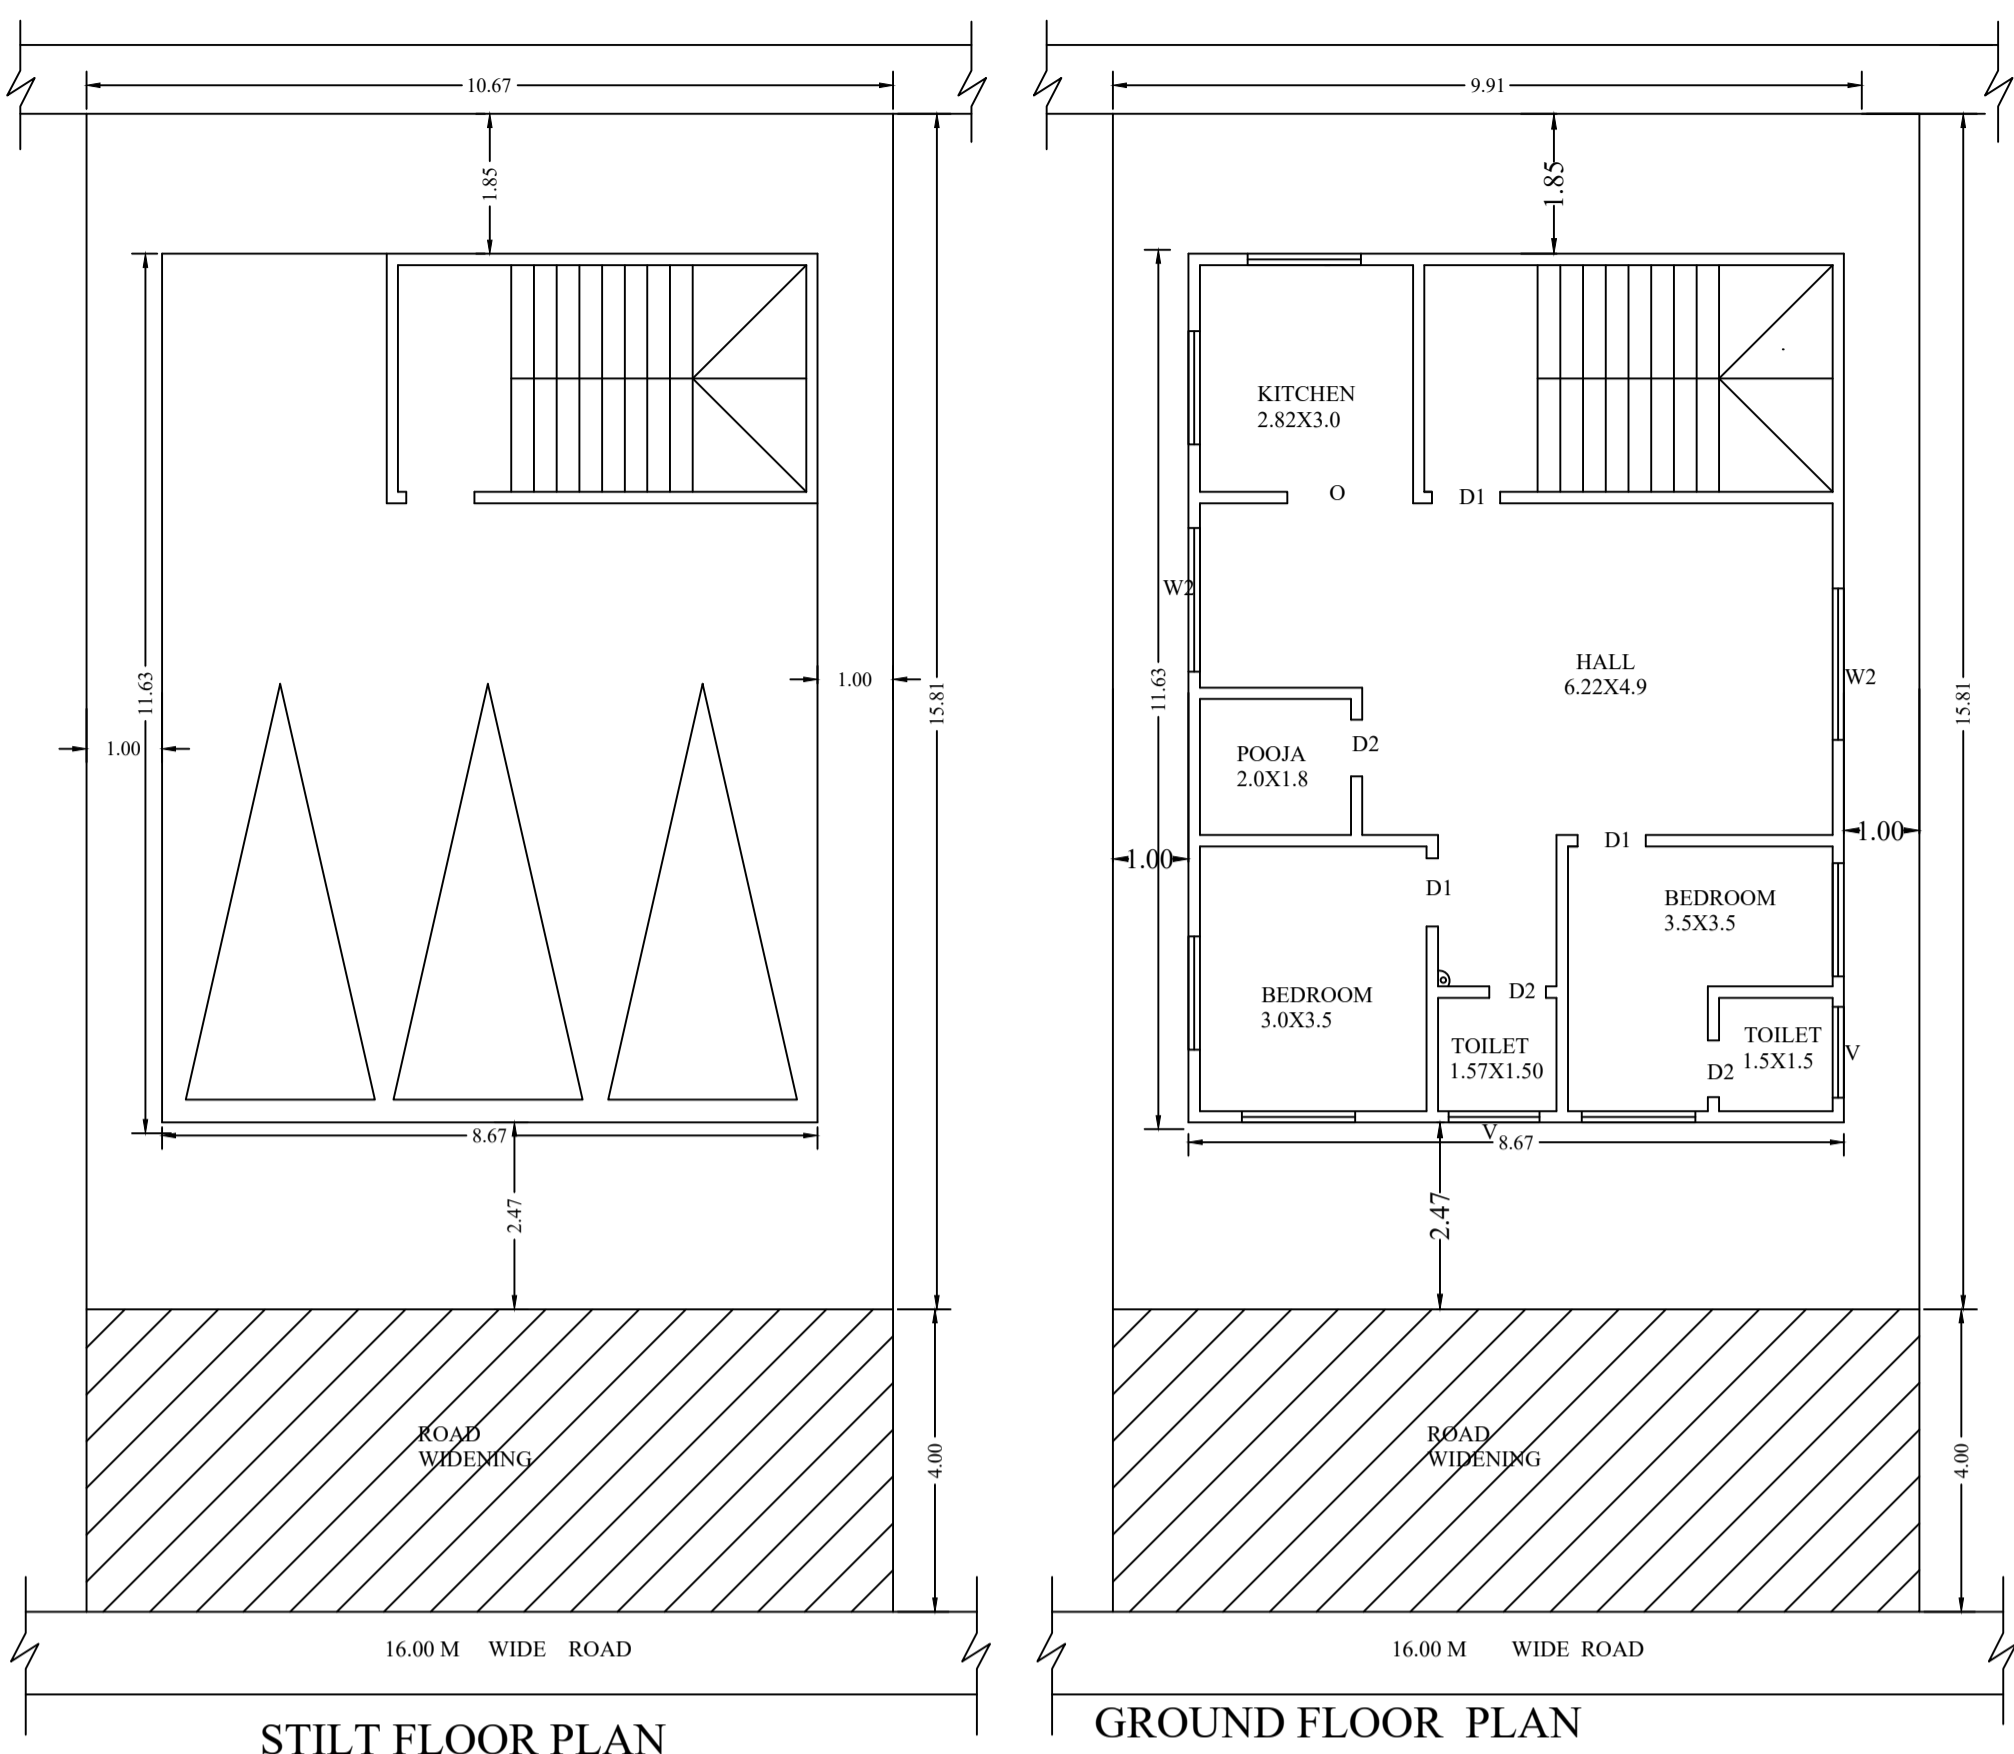 10.67
1.85
11.63
1.00
1.00
15.81
8.67
2.47
ROAD
WIDENING
4.00
16.00 M WIDE ROAD
STILT FLOOR PLAN
9.91
1.85
KITCHEN
2.82X3.0
O
D1
W2
HALL
6.22X4.9
W2
11.63
15.81
POOJA
2.0X1.8
D2
1.00
D1
1.00
D1
BEDROOM
3.5X3.5
BEDROOM
3.0X3.5
D2
TOILET
1.57X1.50
TOILET
1.5X1.5
V
D2
V
8.67
2.47
ROAD
WIDENING
4.00
16.00 M WIDE ROAD
GROUND FLOOR PLAN